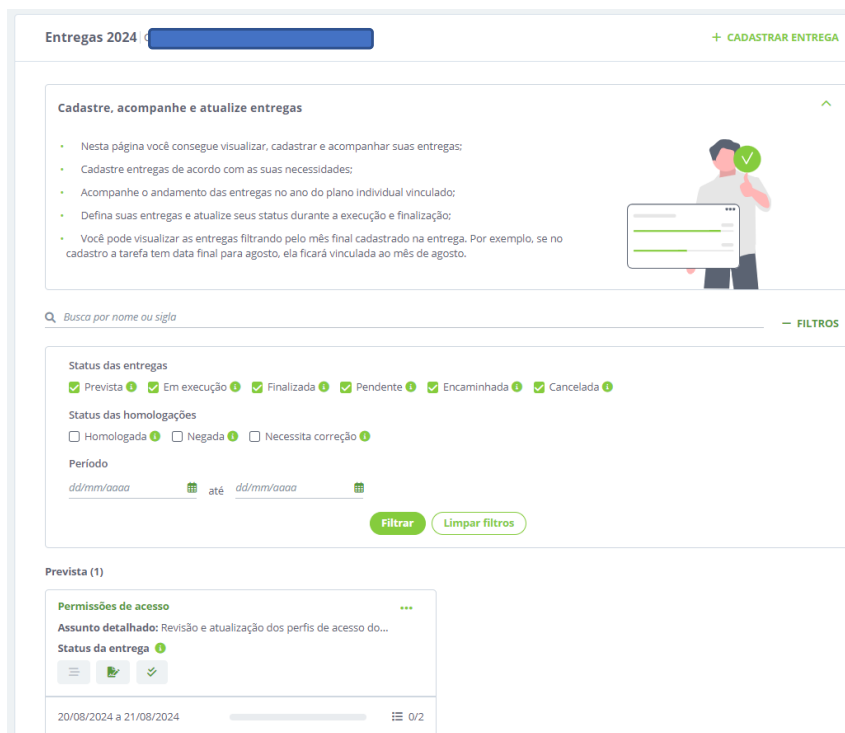 Entregas 2024
+ CADASTRAR ENTREGA
Cadastre, acompanhe e atualize entregas
• Nesta página você consegue visualizar, cadastrar e acompanhar suas entregas;
• Cadastre entregas de acordo com as suas necessidades;
• Acompanhe o andamento das entregas no ano do plano individual vinculado;
• Defina suas entregas e atualize seus status durante a execução e finalização;
• Você pode visualizar as entregas filtrando pelo mês final cadastrado na entrega. Por exemplo, se no
cadastro a tarefa tem data final para agosto, ela ficará vinculada ao mês de agosto.
Busca por nome ou sigla
— FILTROS
Status das entregas
Prevista Em execução Finalizada Pendente Encaminhada Cancelada
Status das homologações
Homologada Negada Necessita correção
Período
dd/mm/aaaa até dd/mm/aaaa
Filtrar Limpar filtros
Prevista (1)
Permissões de acesso
Assunto detalhado: Revisão e atualização dos perfis de acesso do...
Status da entrega
20/08/2024 a 21/08/2024 0/2